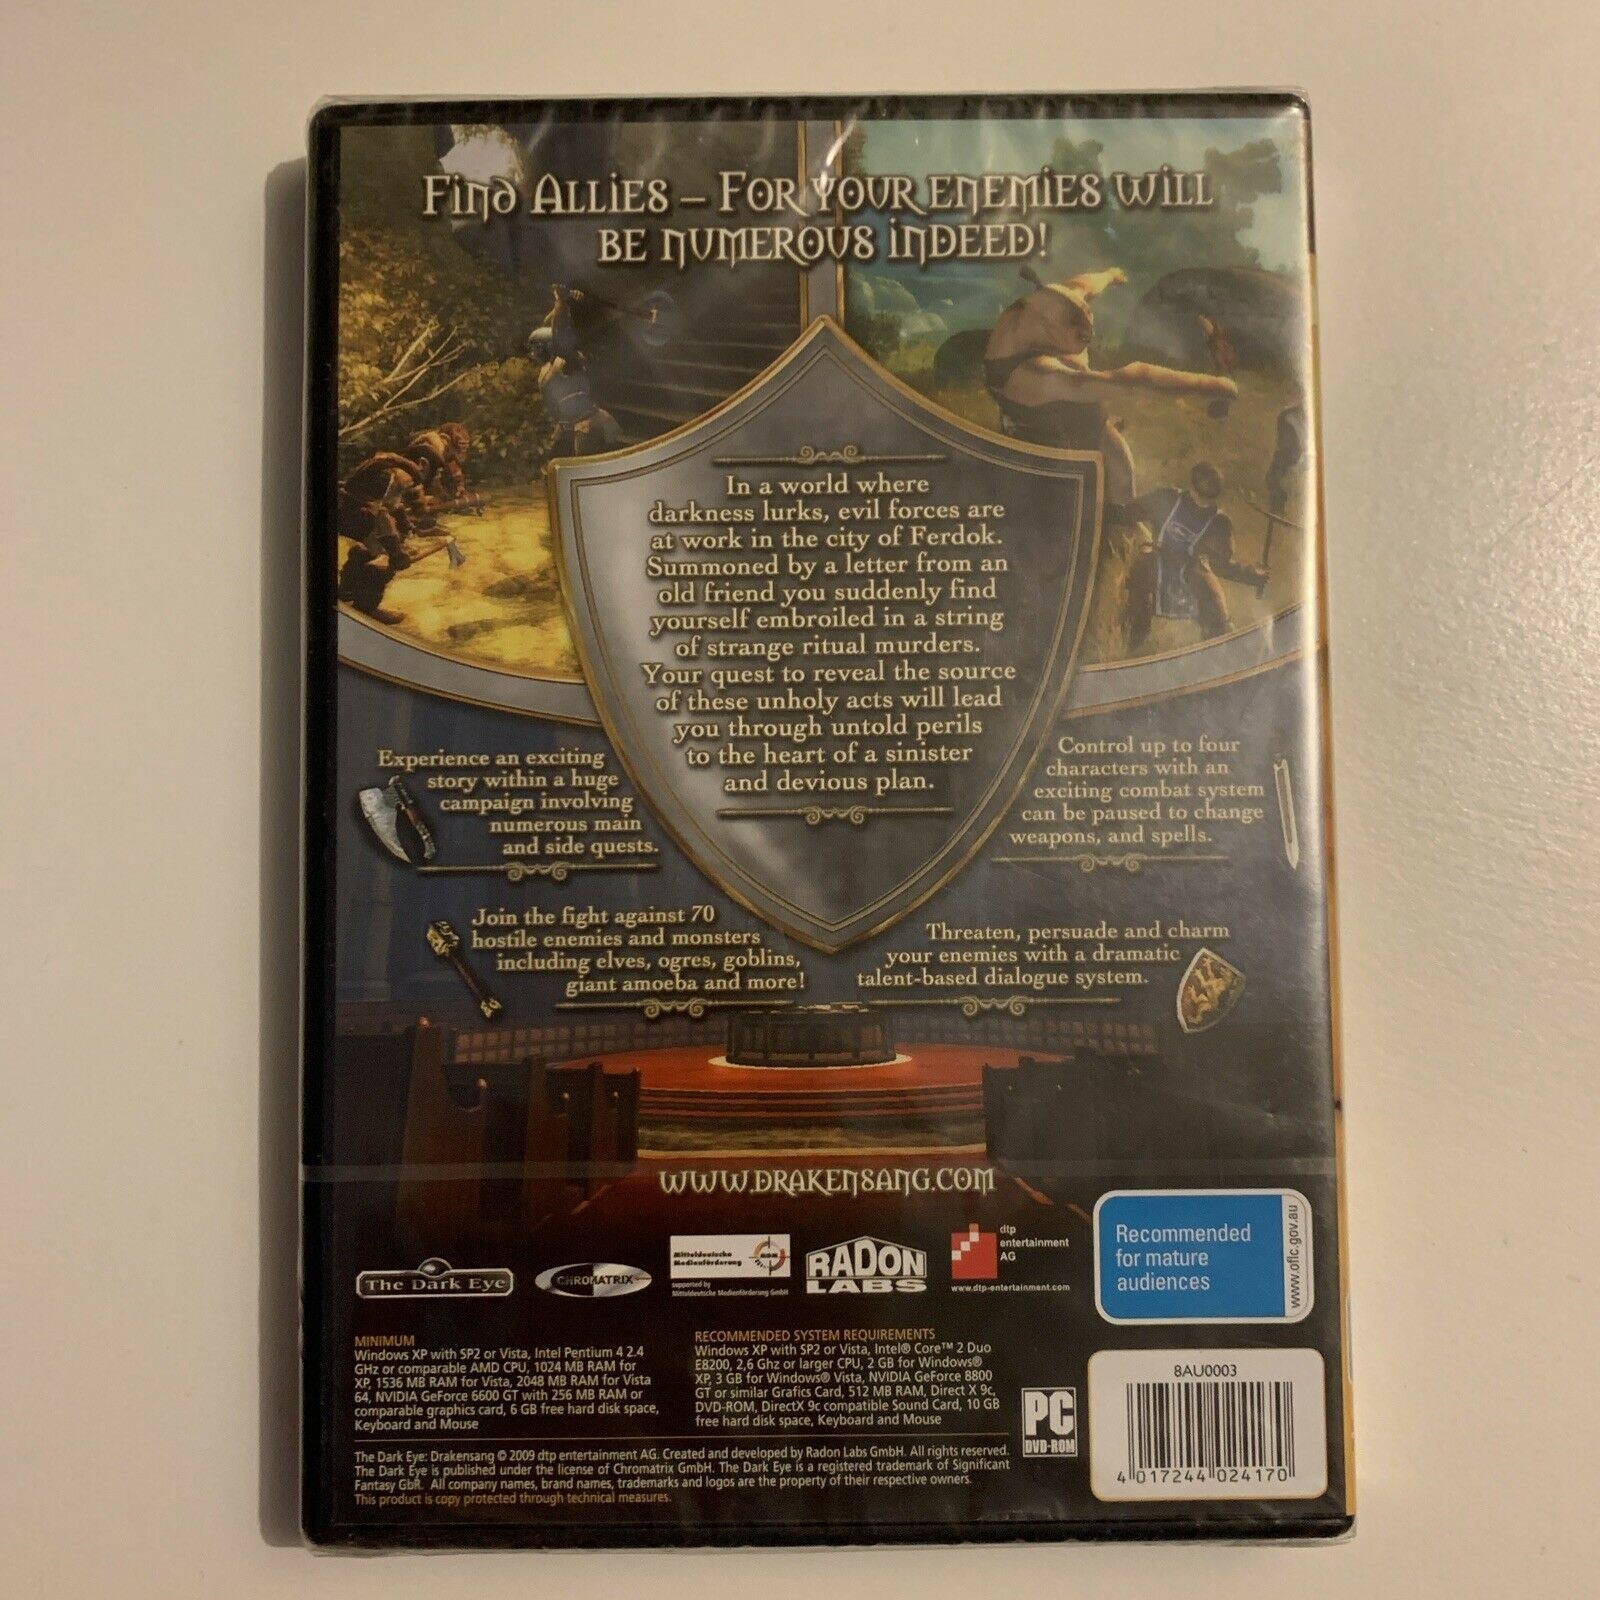 Find Allies – For your enemies will
be numerous indeed!
In a world where
darkness lurks, evil forces are
at work in the city of Ferdok.
Summoned by a letter from an
old friend you suddenly find
yourself embroiled in a string
of strange ritual murders.
Your quest to reveal the source
of these unholy acts will lead
you through untold perils
to the heart of a sinister
and devious plan.
Experience an exciting
story within a huge
campaign involving
numerous main
and side quests.
Control up to four
characters with an
exciting combat system
can be paused to change
weapons, and spells.
Join the fight against 70
hostile enemies and monsters
including elves, ogres, goblins,
giant amoeba and more!
Threaten, persuade and charm
your enemies with a dramatic
talent-based dialogue system.
www.drakensang.com
The Dark Eye
CHROMATRIX
Mitteldeutsche
Medienförderung
MDM
supported by
Mitteldeutsche Medienförderung GmbH
RADON
LABS
dtp
entertainment
AG
www.dtp-entertainment.com
Recommended
for mature
audiences
www.oflc.gov.au
MINIMUM
Windows XP with SP2 or Vista, Intel Pentium 4 2.4
GHz or comparable AMD CPU, 1024 MB RAM for
XP, 1536 MB RAM for Vista, 2048 MB RAM for Vista
64, NVIDIA GeForce 6600 GT with 256 MB RAM or
comparable graphics card, 6 GB free hard disk space,
Keyboard and Mouse
RECOMMENDED SYSTEM REQUIREMENTS
Windows XP with SP2 or Vista, Intel® Core™ 2 Duo
E8200, 2,6 Ghz or larger CPU, 2 GB for Windows®
XP, 3 GB for Windows® Vista, NVIDIA GeForce 8800
GT or similar Grafics Card, 512 MB RAM, Direct X 9c,
DVD-ROM, DirectX 9c compatible Sound Card, 10 GB
free hard disk space, Keyboard and Mouse
PC
DVD-ROM
8AU0003
4 017244 024170
The Dark Eye: Drakensang © 2009 dtp entertainment AG. Created and developed by Radon Labs GmbH. All rights reserved.
The Dark Eye is published under the license of Chromatrix GmbH. The Dark Eye is a registered trademark of Significant
Fantasy GbR. All company names, brand names, trademarks and logos are the property of their respective owners.
This product is copy protected through technical measures.